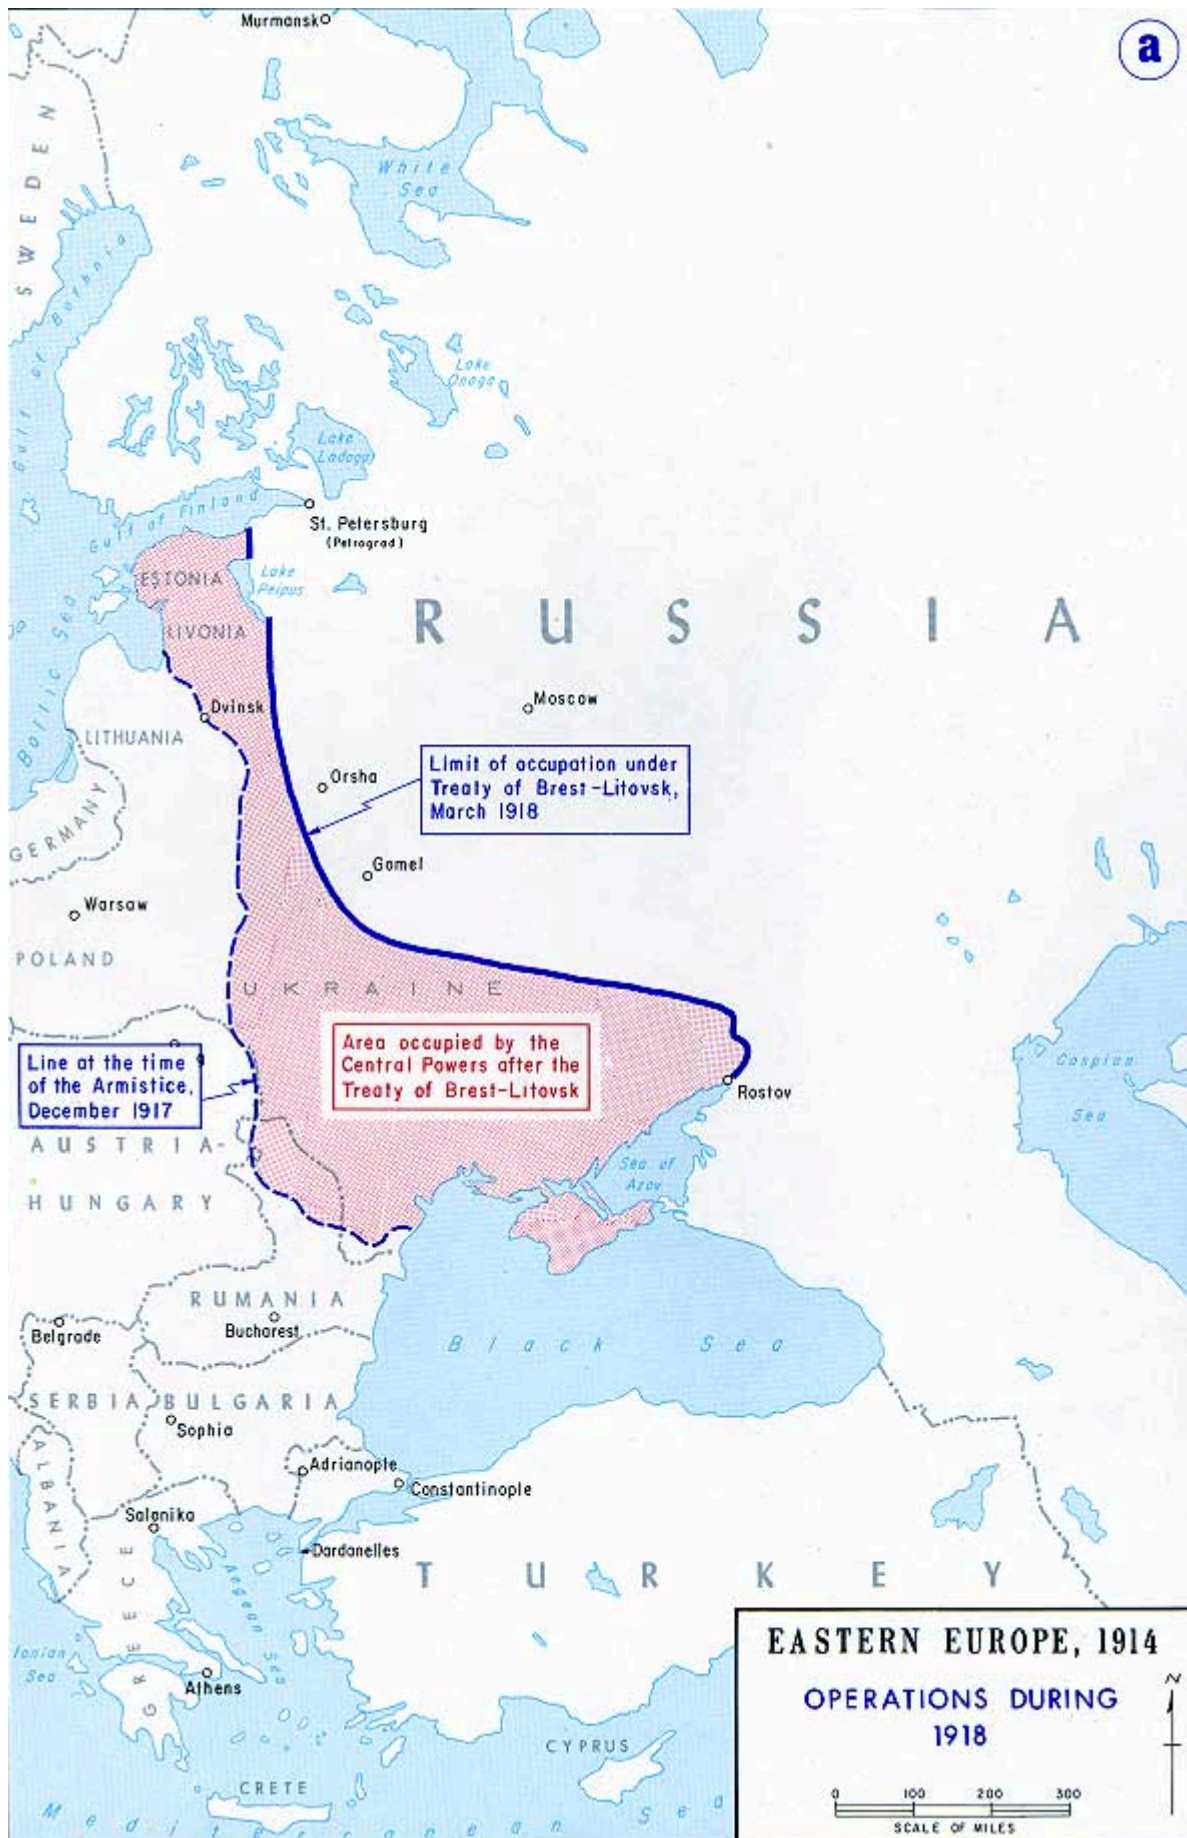 Murmansk
a
SWEDEN
White
Sea
Gulf of Bothnia
Lake
Onega
Lake
Ladoga
Gulf of Finland
St. Petersburg
(Petrograd)
ESTONIA
Lake
Peipus
LIVONIA
RUSSIA
Baltic Sea
Dvinsk
Moscow
LITHUANIA
Limit of occupation under
Treaty of Brest-Litovsk,
March 1918
Orsha
GERMANY
Gomel
Warsaw
POLAND
UKRAINE
Area occupied by the
Central Powers after the
Treaty of Brest-Litovsk
Line at the time
of the Armistice,
December 1917
Caspian
Sea
Rostov
AUSTRIA-
HUNGARY
Sea of
Azov
RUMANIA
Bucharest
Belgrade
Black Sea
SERBIA
BULGARIA
Sophia
ALBANIA
Adrianople
Constantinople
Salonika
Dardanelles
TURKEY
GREECE
Aegean Sea
Ionian
Sea
Athens
CYPRUS
CRETE
Mediterranean Sea
EASTERN EUROPE, 1914
OPERATIONS DURING
1918
N
0 100 200 300
SCALE OF MILES